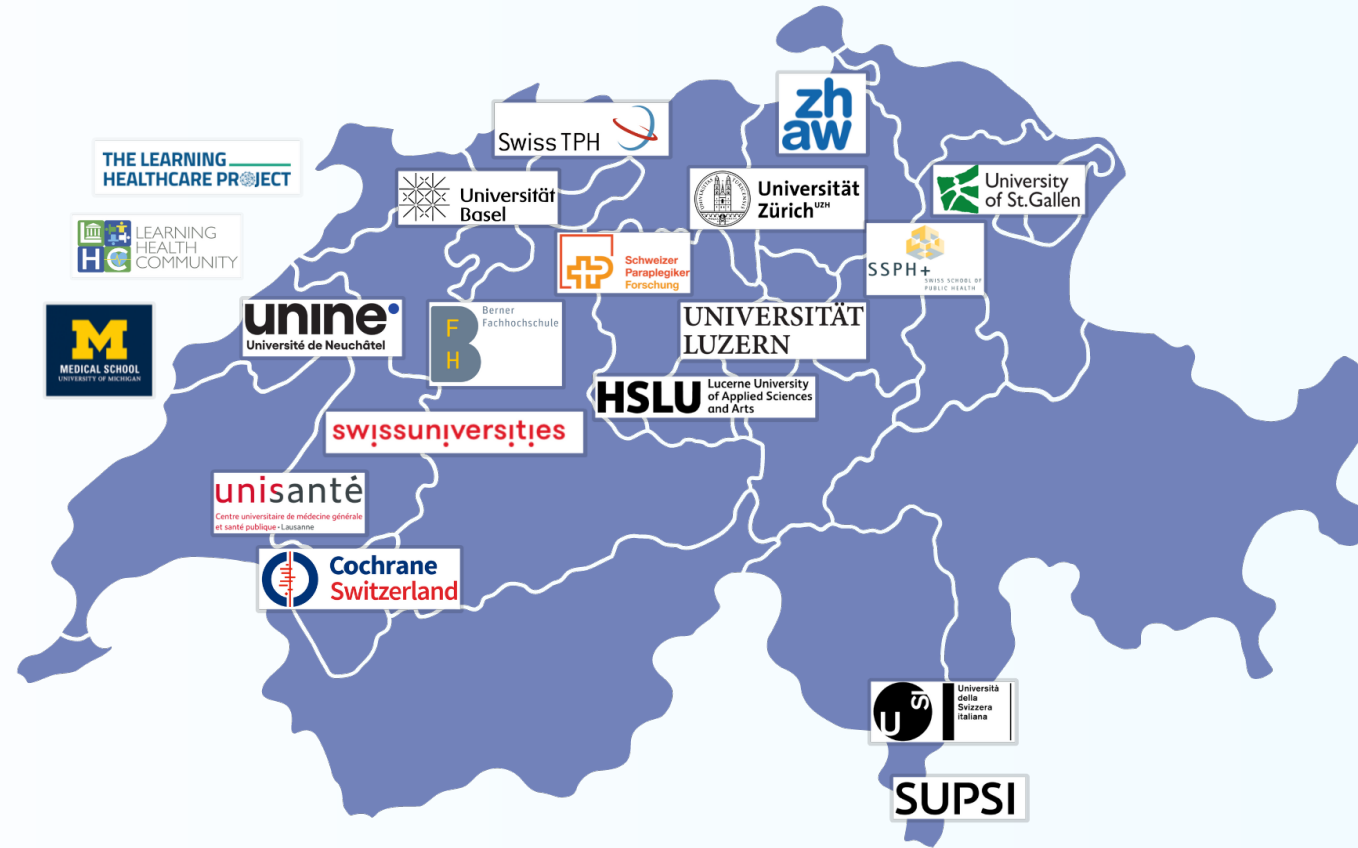 zh
aw
Swiss TPH
THE LEARNING
HEALTHCARE PROJECT
Universität
Basel
Universität
Zürich UZH
University
of St.Gallen
LEARNING
HEALTH
COMMUNITY
H C
Schweizer
Paraplegiker
Forschung
SSPH+
SWISS SCHOOL OF
PUBLIC HEALTH
M
MEDICAL SCHOOL
UNIVERSITY OF MICHIGAN
unine
Université de Neuchâtel
B
F
H
Berner
Fachhochschule
UNIVERSITÄT
LUZERN
HSLU
Lucerne University
of Applied Sciences
and Arts
swissuniversities
unisanté
Centre universitaire de médecine générale
et santé publique • Lausanne
Cochrane
Switzerland
U SI
Università
della
Svizzera
italiana
SUPSI